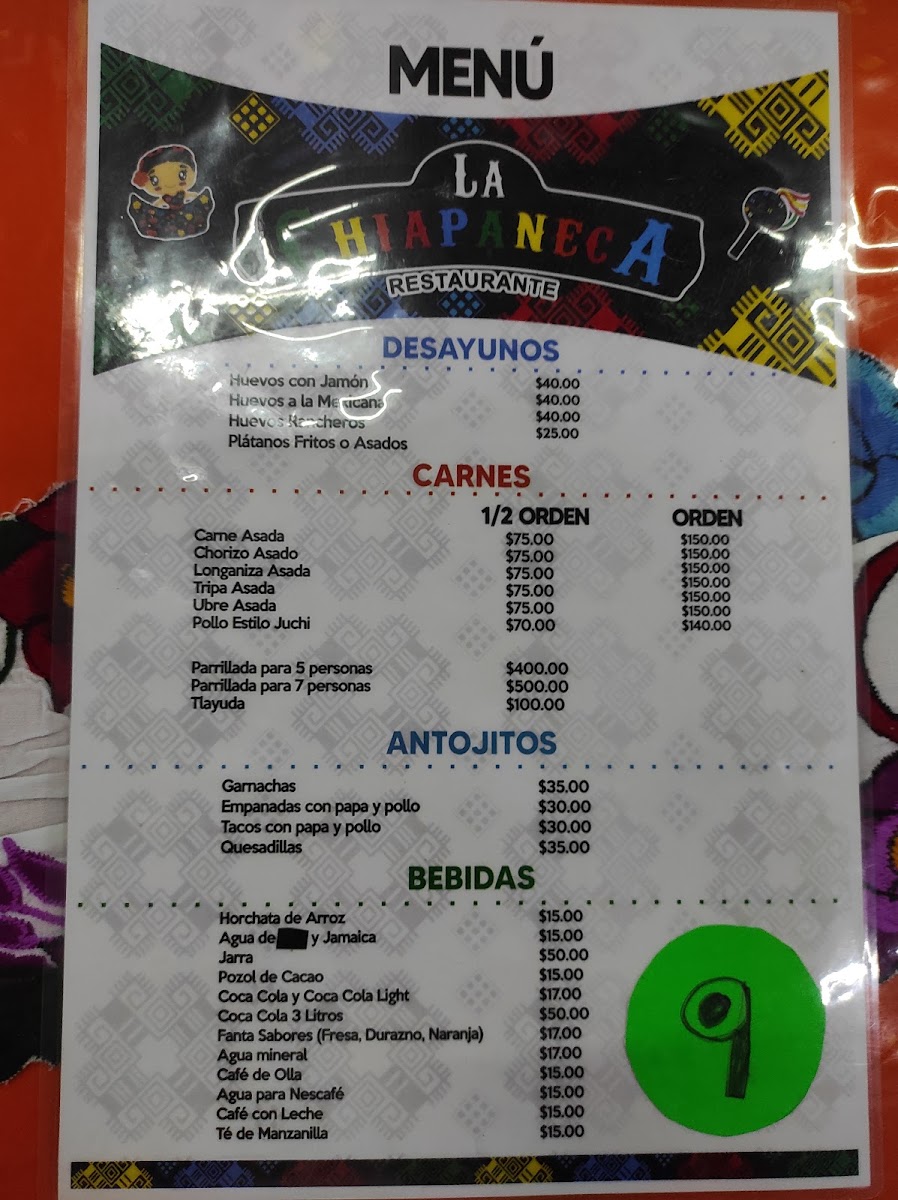 MENÚ
LA
CHIAPANECA
RESTAURANTE
DESAYUNOS
Huevos con Jamón $40.00
Huevos a la Mexicana $40.00
Huevos Rancheros $40.00
Plátanos Fritos o Asados $25.00
CARNES
1/2 ORDEN ORDEN
Carne Asada $75.00 $150.00
Chorizo Asado $75.00 $150.00
Longaniza Asada $75.00 $150.00
Tripa Asada $75.00 $150.00
Ubre Asada $75.00 $150.00
$150.00
Pollo Estilo Juchi $70.00 $140.00
Parrillada para 5 personas $400.00
Parrillada para 7 personas $500.00
Tlayuda $100.00
ANTOJITOS
Garnachas $35.00
Empanadas con papa y pollo $30.00
Tacos con papa y pollo $30.00
Quesadillas $35.00
BEBIDAS
Horchata de Arroz $15.00
Agua de y Jamaica $15.00
Jarra $50.00
Pozol de Cacao $15.00
Coca Cola y Coca Cola Light $17.00
Coca Cola 3 Litros $50.00
Fanta Sabores (Fresa, Durazno, Naranja) $17.00
Agua mineral $17.00
Café de Olla $15.00
Agua para Nescafé $15.00
Café con Leche $15.00
Té de Manzanilla $15.00
9